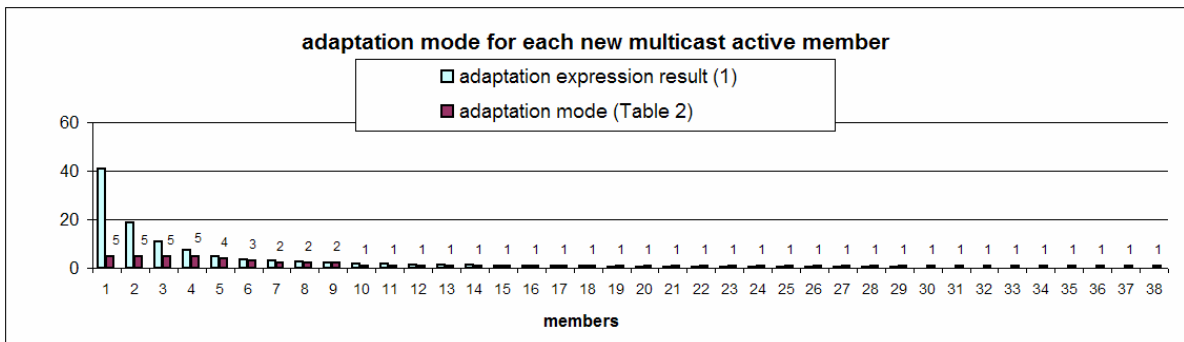 adaptation mode for each new multicast active member
adaptation expression result (1)
adaptation mode (Table 2)
60
40
20
0
5 5 5 5 4 3 2 2 2 1 1 1 1 1 1 1 1 1 1 1 1 1 1 1 1 1 1 1 1 1 1 1 1 1 1 1 1 1
1 2 3 4 5 6 7 8 9 10 11 12 13 14 15 16 17 18 19 20 21 22 23 24 25 26 27 28 29 30 31 32 33 34 35 36 37 38
members